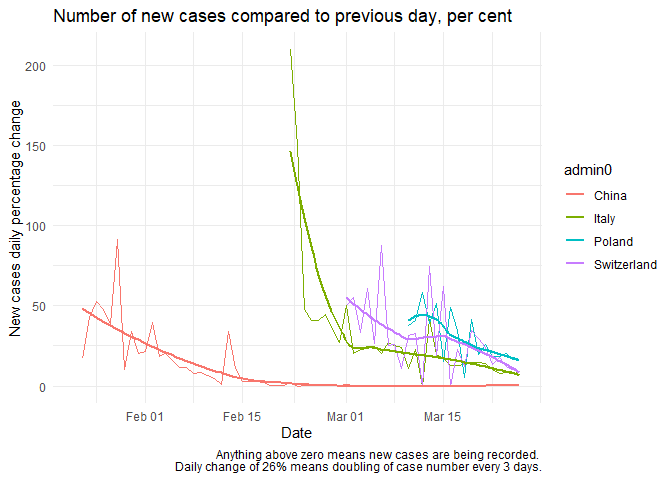 Number of new cases compared to previous day, per cent
New cases daily percentage change
200
150
100
50
0
Feb 01
Feb 15
Mar 01
Mar 15
Date
admin0
China
Italy
Poland
Switzerland
Anything above zero means new cases are being recorded.
Daily change of 26% means doubling of case number every 3 days.